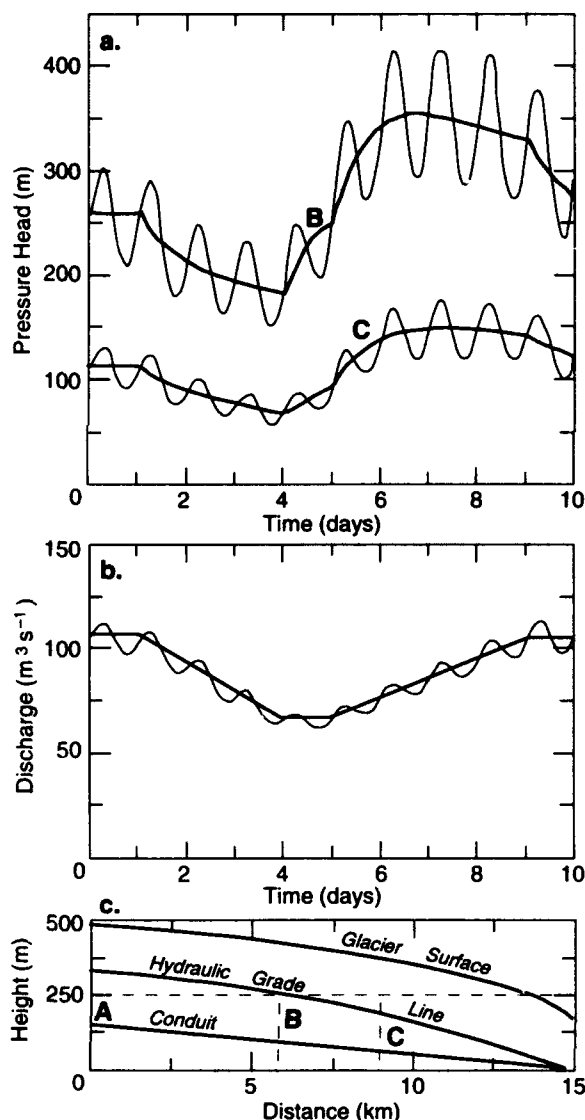 a.
400
300
200
100
0
Pressure Head (m)
B
C
2 4 6 8 10
Time (days)
b.
150
100
50
0
Discharge (m³ s⁻¹)
2 4 6 8 10
Time (days)
c.
500
250
0
Height (m)
Glacier Surface
Hydraulic Grade Line
A
B
C
Conduit
5 10 15
Distance (km)